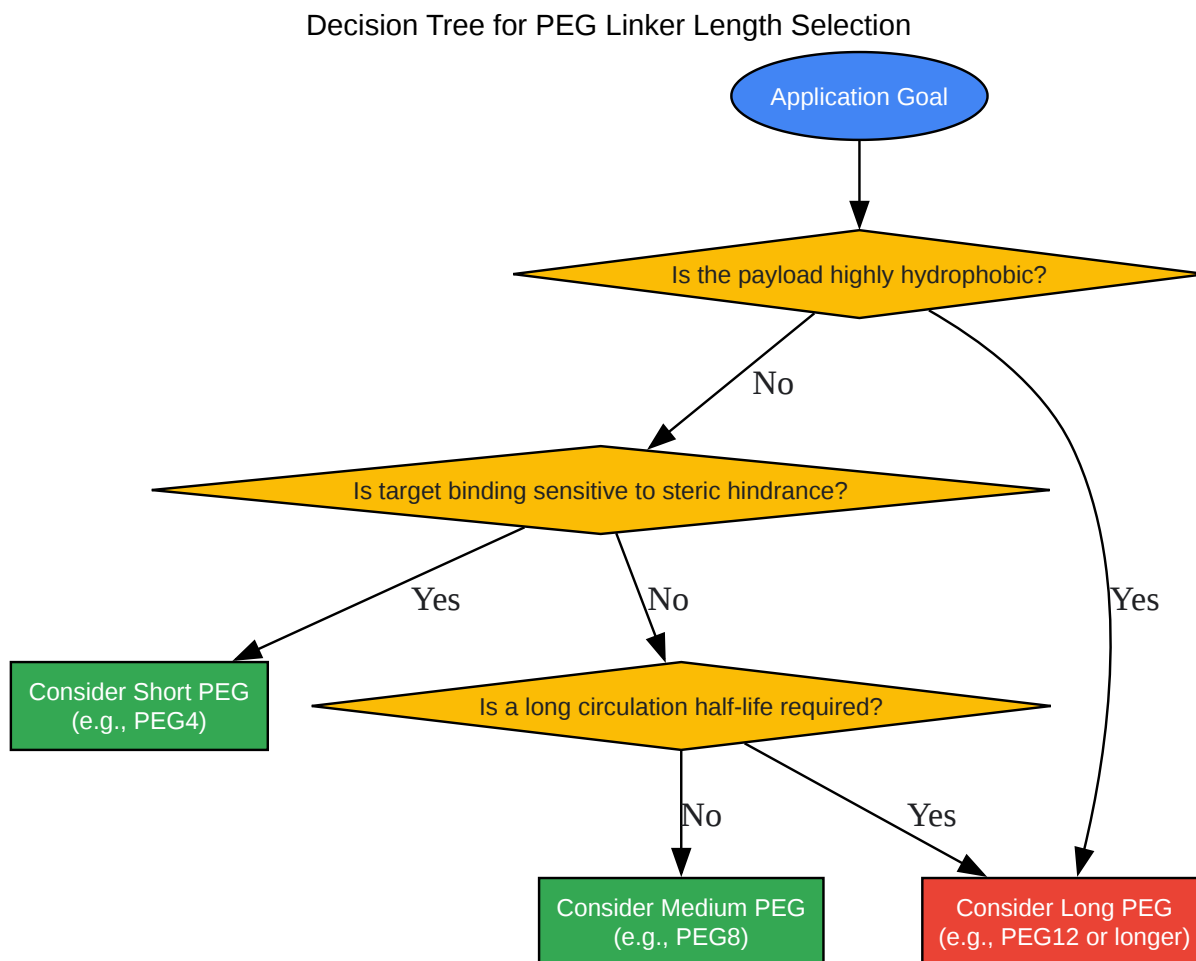 Decision Tree for PEG Linker Length Selection
Application Goal
Is the payload highly hydrophobic?
No
Is target binding sensitive to steric hindrance?
Yes
No
Yes
Consider Short PEG
(e.g., PEG4)
Is a long circulation half-life required?
No
Yes
Consider Medium PEG
(e.g., PEG8)
Consider Long PEG
(e.g., PEG12 or longer)